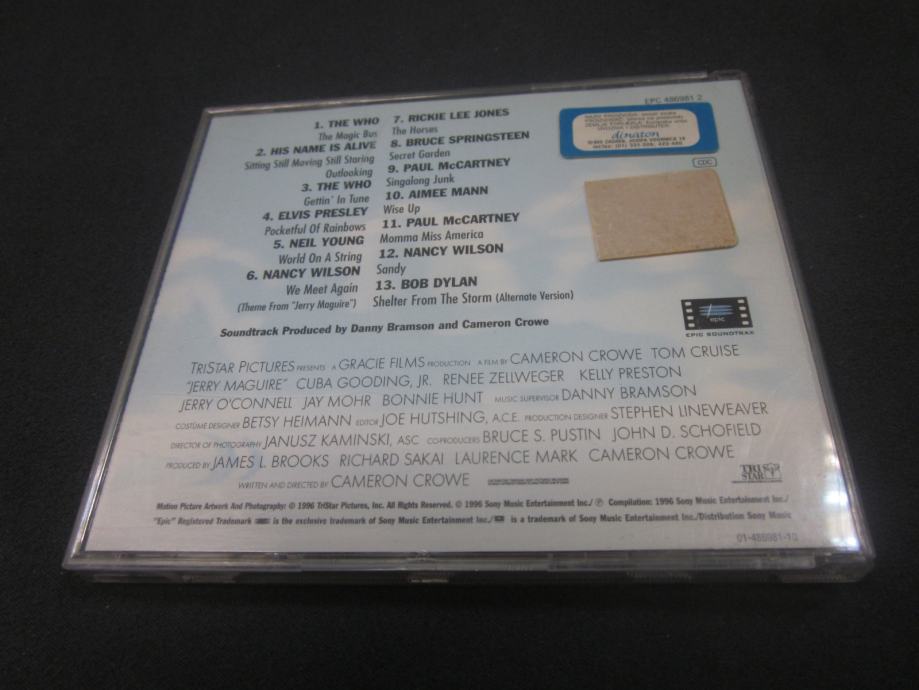 EPC 486981 2
1. THE WHO
The Magic Bus
2. HIS NAME IS ALIVE
Sitting Still Moving Still Staring
Outlooking
3. THE WHO
Gettin' In Tune
4. ELVIS PRESLEY
Pocketful Of Rainbows
5. NEIL YOUNG
World On A String
6. NANCY WILSON
We Meet Again
(Theme From "Jerry Maguire")
7. RICKIE LEE JONES
The Horses
8. BRUCE SPRINGSTEEN
Secret Garden
9. PAUL McCARTNEY
Singalong Junk
10. AIMEE MANN
Wise Up
11. PAUL McCARTNEY
Momma Miss America
12. NANCY WILSON
Sandy
13. BOB DYLAN
Shelter From The Storm (Alternate Version)
dinaton
CDC
epic
EPIC SOUNDTRAX
Soundtrack Produced by Danny Bramson and Cameron Crowe
TRISTAR PICTURES PRESENTS A GRACIE FILMS PRODUCTION A FILM BY CAMERON CROWE TOM CRUISE
"JERRY MAGUIRE" CUBA GOODING, JR. RENEE ZELLWEGER KELLY PRESTON
JERRY O'CONNELL JAY MOHR BONNIE HUNT MUSIC SUPERVISOR DANNY BRAMSON
COSTUME DESIGNER BETSY HEIMANN EDITOR JOE HUTSHING, A.C.E. PRODUCTION DESIGNER STEPHEN LINEWEAVER
DIRECTOR OF PHOTOGRAPHY JANUSZ KAMINSKI, ASC CO-PRODUCERS BRUCE S. PUSTIN JOHN D. SCHOFIELD
PRODUCED BY JAMES L. BROOKS RICHARD SAKAI LAURENCE MARK CAMERON CROWE
WRITTEN AND DIRECTED BY CAMERON CROWE
TRI STAR
Motion Picture Artwork And Photography: © 1996 TriStar Pictures, Inc. All Rights Reserved. © 1996 Sony Music Entertainment Inc./ ℗ Compilation: 1996 Sony Music Entertainment Inc./
"Epic" Registered Trademark is the exclusive trademark of Sony Music Entertainment Inc./ is a trademark of Sony Music Entertainment Inc./Distribution Sony Music
01-486981-10